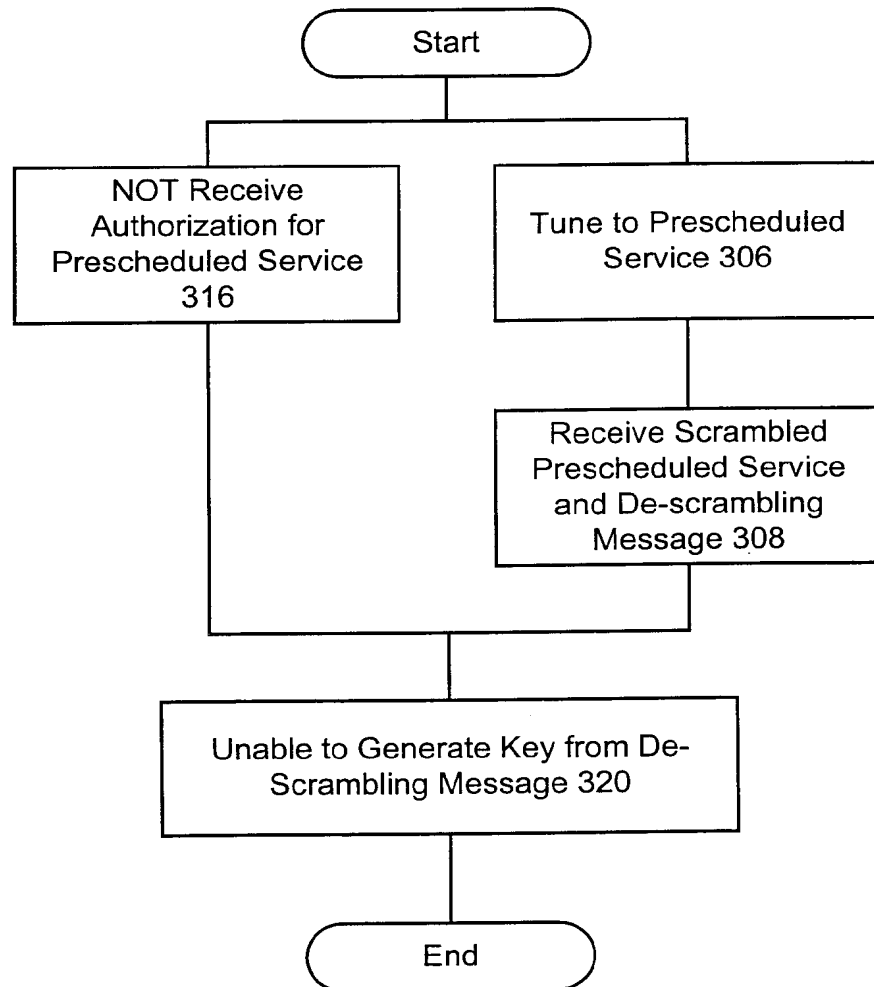 Start
NOT Receive
Authorization for
Prescheduled Service
316
Tune to Prescheduled
Service 306
Receive Scrambled
Prescheduled Service
and De-scrambling
Message 308
Unable to Generate Key from De-
Scrambling Message 320
End